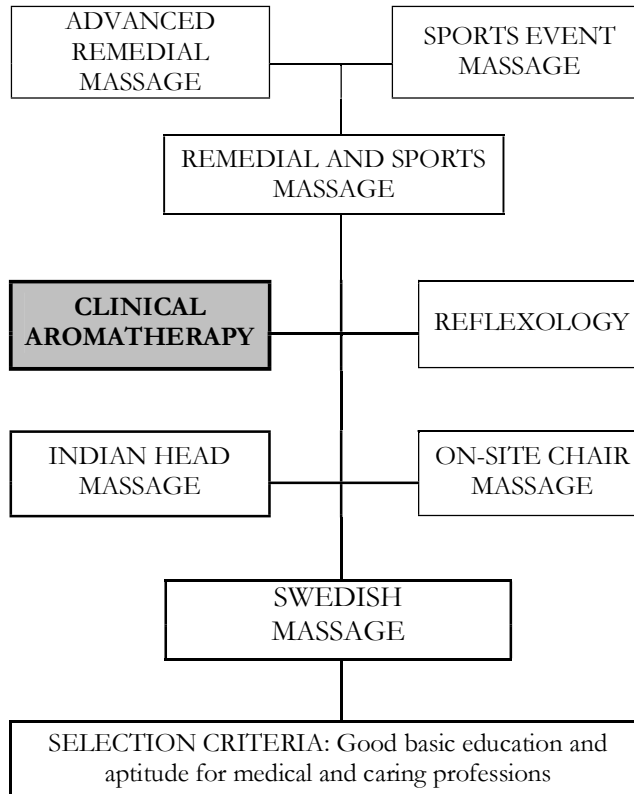 ADVANCED
REMEDIAL
MASSAGE
SPORTS EVENT
MASSAGE
REMEDIAL AND SPORTS
MASSAGE
CLINICAL
AROMATHERAPY
REFLEXOLOGY
INDIAN HEAD
MASSAGE
ON-SITE CHAIR
MASSAGE
SWEDISH
MASSAGE
SELECTION CRITERIA: Good basic education and
aptitude for medical and caring professions